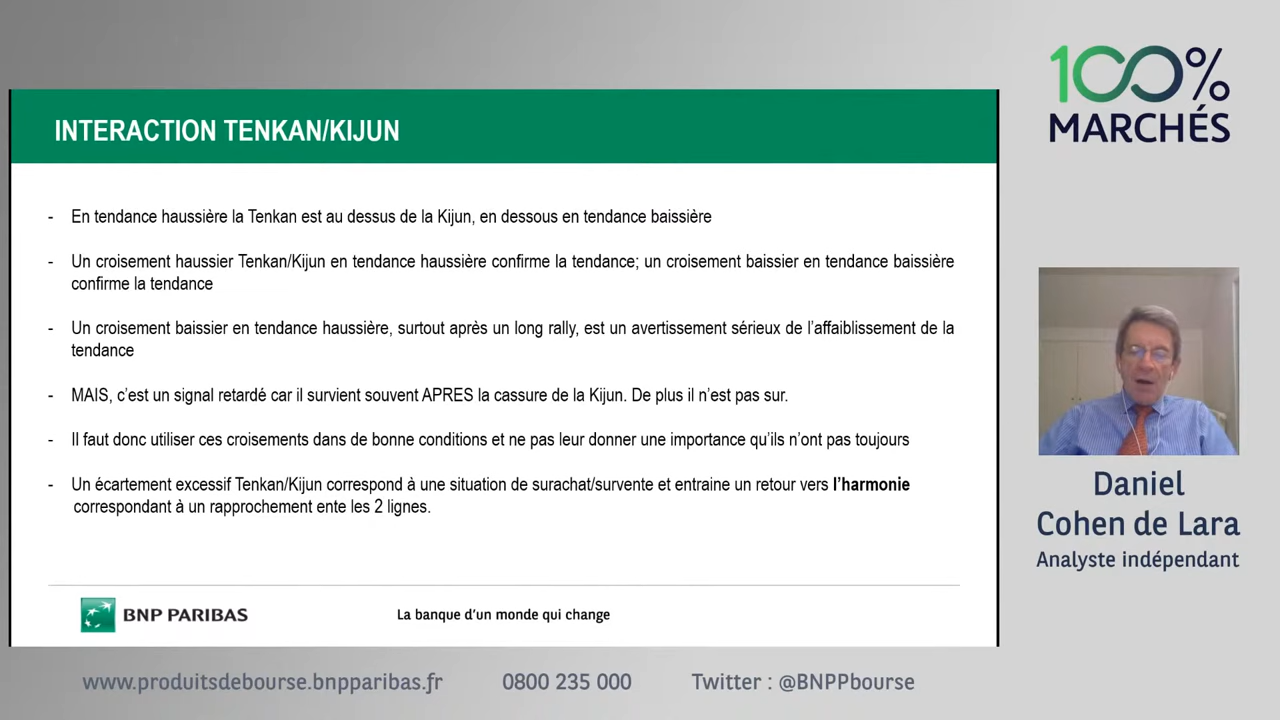 100%
MARCHÉS
INTERACTION TENKAN/KIJUN
- En tendance haussière la Tenkan est au dessus de la Kijun, en dessous en tendance baissière
- Un croisement haussier Tenkan/Kijun en tendance haussière confirme la tendance; un croisement baissier en tendance baissière
confirme la tendance
- Un croisement baissier en tendance haussière, surtout après un long rally, est un avertissement sérieux de l’affaiblissement de la
tendance
- MAIS, c’est un signal retardé car il survient souvent APRES la cassure de la Kijun. De plus il n’est pas sur.
- Il faut donc utiliser ces croisements dans de bonne conditions et ne pas leur donner une importance qu’ils n’ont pas toujours
- Un écartement excessif Tenkan/Kijun correspond à une situation de surachat/survente et entraine un retour vers l’harmonie
correspondant à un rapprochement ente les 2 lignes.
BNP PARIBAS
La banque d’un monde qui change
Daniel
Cohen de Lara
Analyste indépendant
www.produitsdebourse.bnpparibas.fr
0800 235 000
Twitter : @BNPPbourse